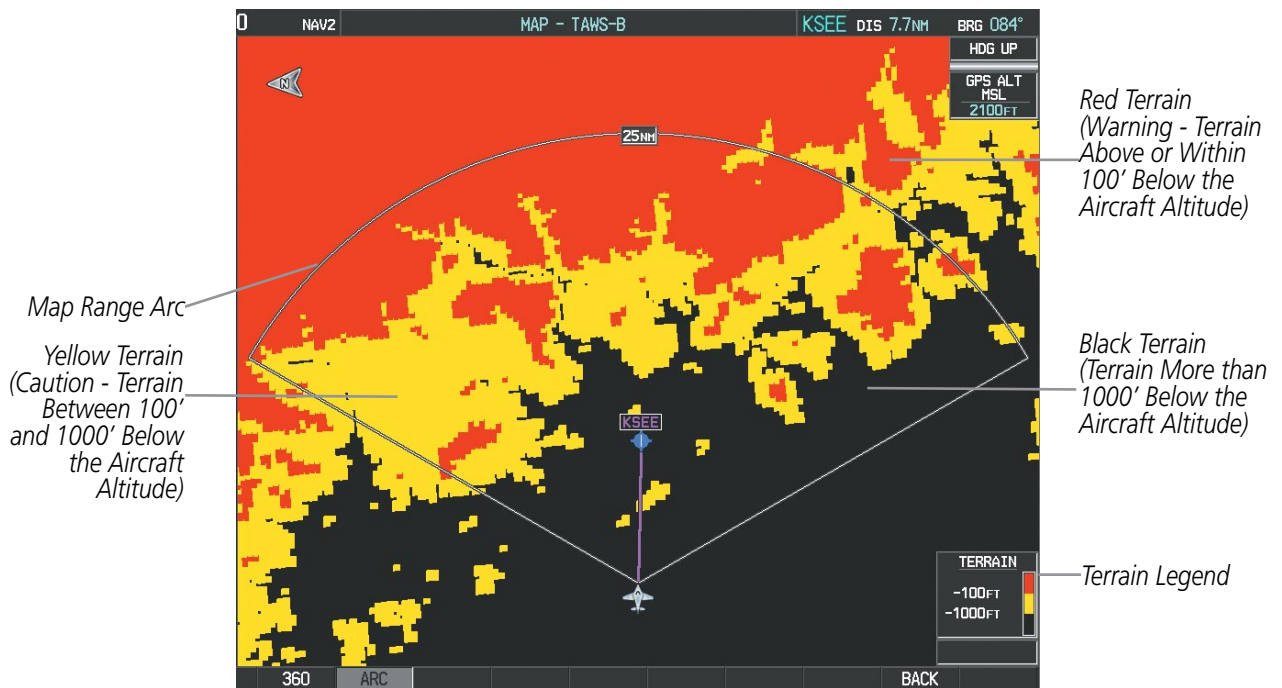 0 NAV2 MAP - TAWS-B KSEE DIS 7.7NM BRG 084°
HDG UP
N
GPS ALT
MSL
2100FT
25NM
Red Terrain
(Warning - Terrain
Above or Within
100’ Below the
Aircraft Altitude)
Map Range Arc
Yellow Terrain
(Caution - Terrain
Between 100’
and 1000’ Below
the Aircraft
Altitude)
Black Terrain
(Terrain More than
1000’ Below the
Aircraft Altitude)
KSEE
TERRAIN
-100FT
-1000FT
Terrain Legend
360 ARC BACK